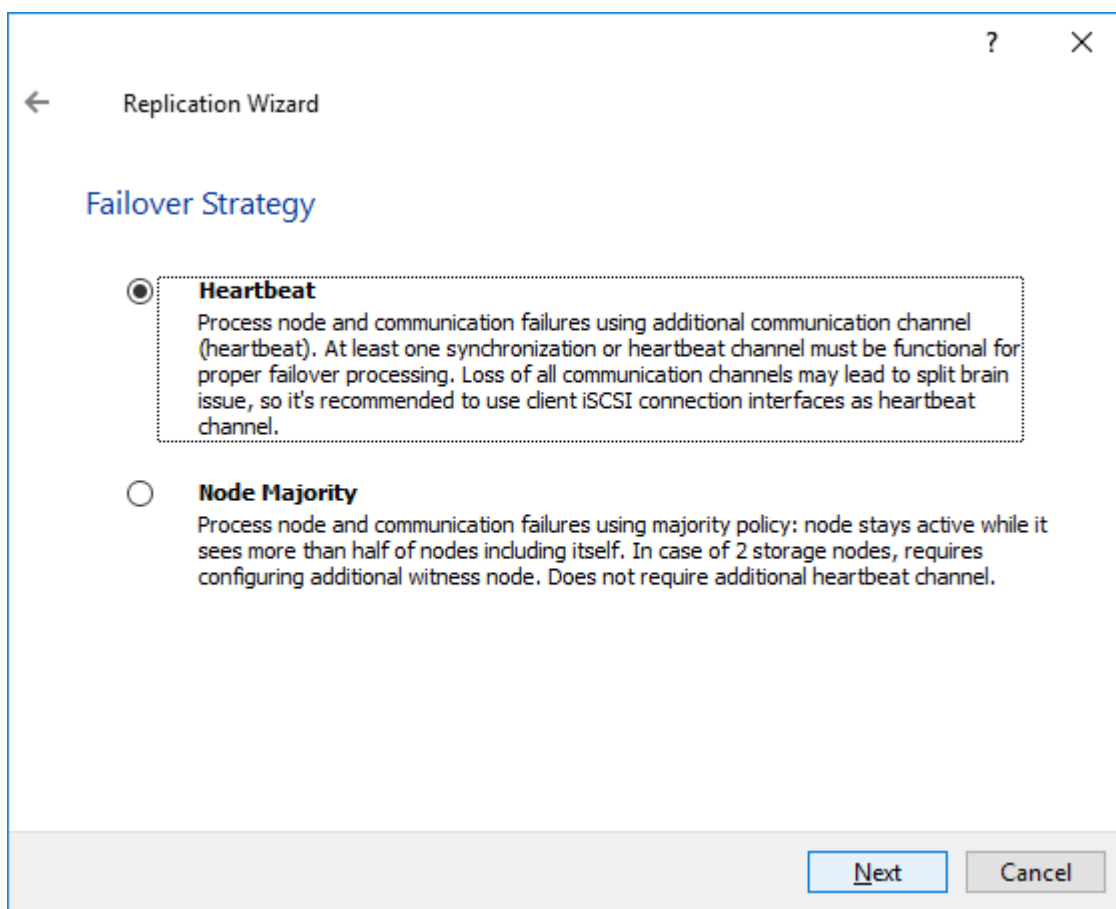 ?
Replication Wizard
Failover Strategy
Heartbeat
Process node and communication failures using additional communication channel
(heartbeat). At least one synchronization or heartbeat channel must be functional for
proper failover processing. Loss of all communication channels may lead to split brain
issue, so it's recommended to use client iSCSI connection interfaces as heartbeat
channel.
Node Majority
Process node and communication failures using majority policy: node stays active while it
sees more than half of nodes including itself. In case of 2 storage nodes, requires
configuring additional witness node. Does not require additional heartbeat channel.
Next Cancel